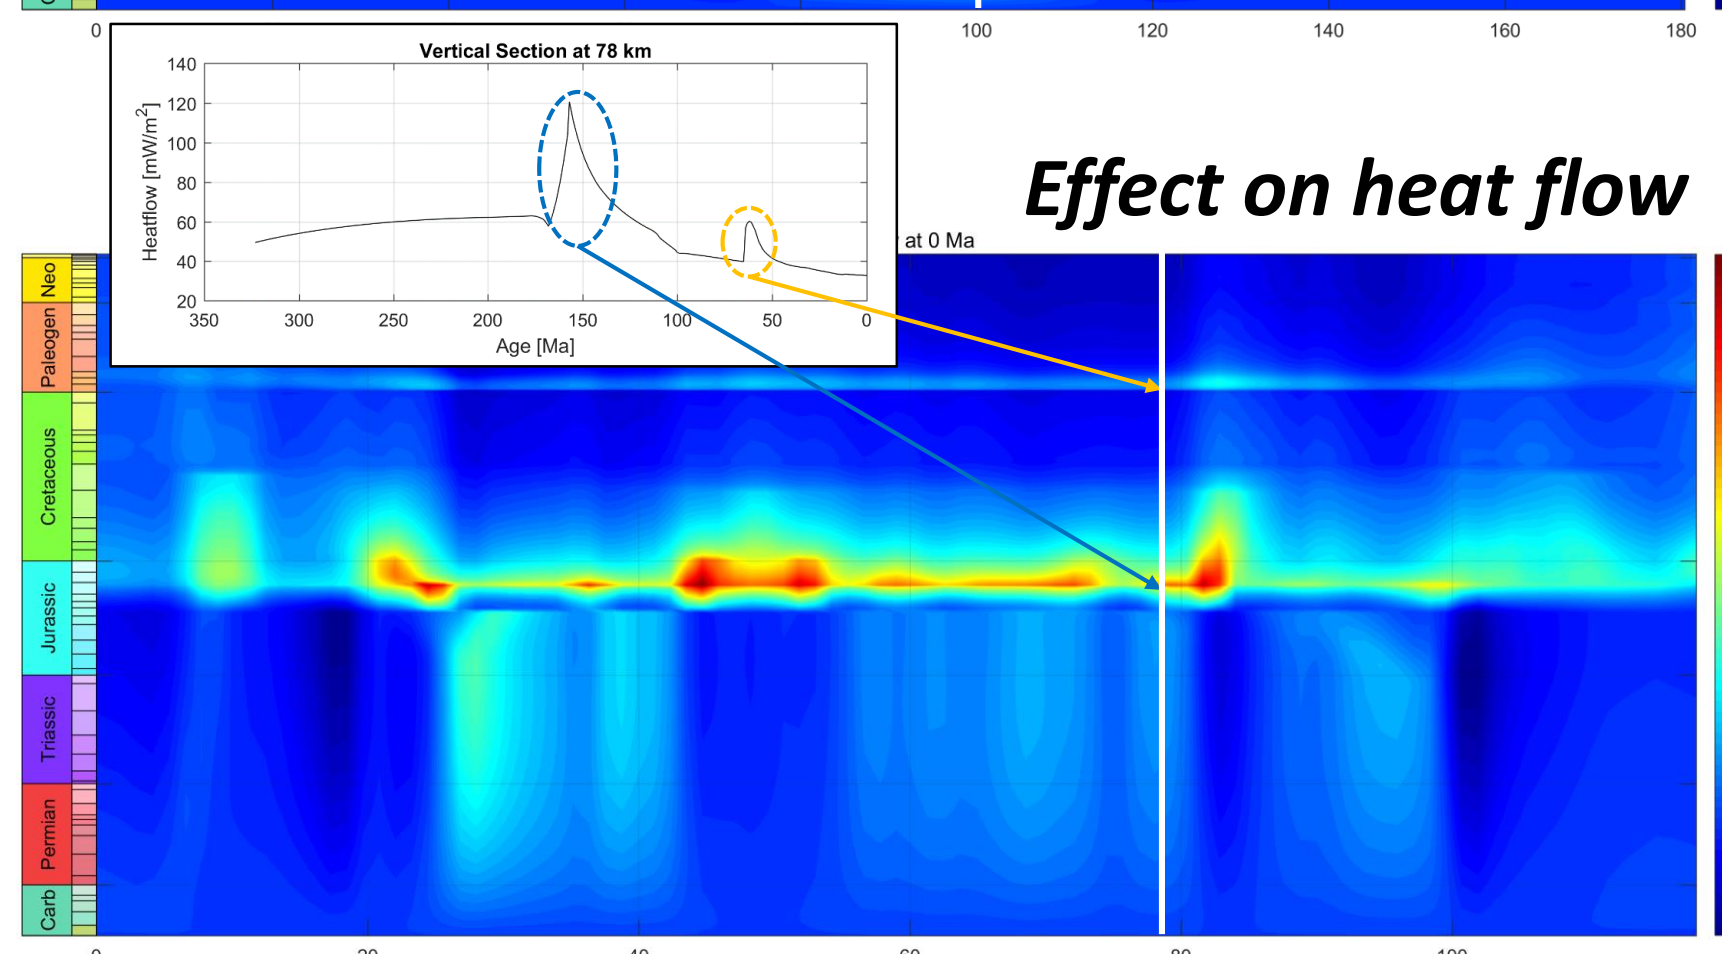 0
100
120
140
160
180
Vertical Section at 78 km
140
120
100
80
60
40
20
Heatflow [mW/m2]
350
300
250
200
150
100
50
0
Age [Ma]
Effect on heat flow
at 0 Ma
Neo
Paleogen
Cretaceous
Jurassic
Triassic
Permian
Carb